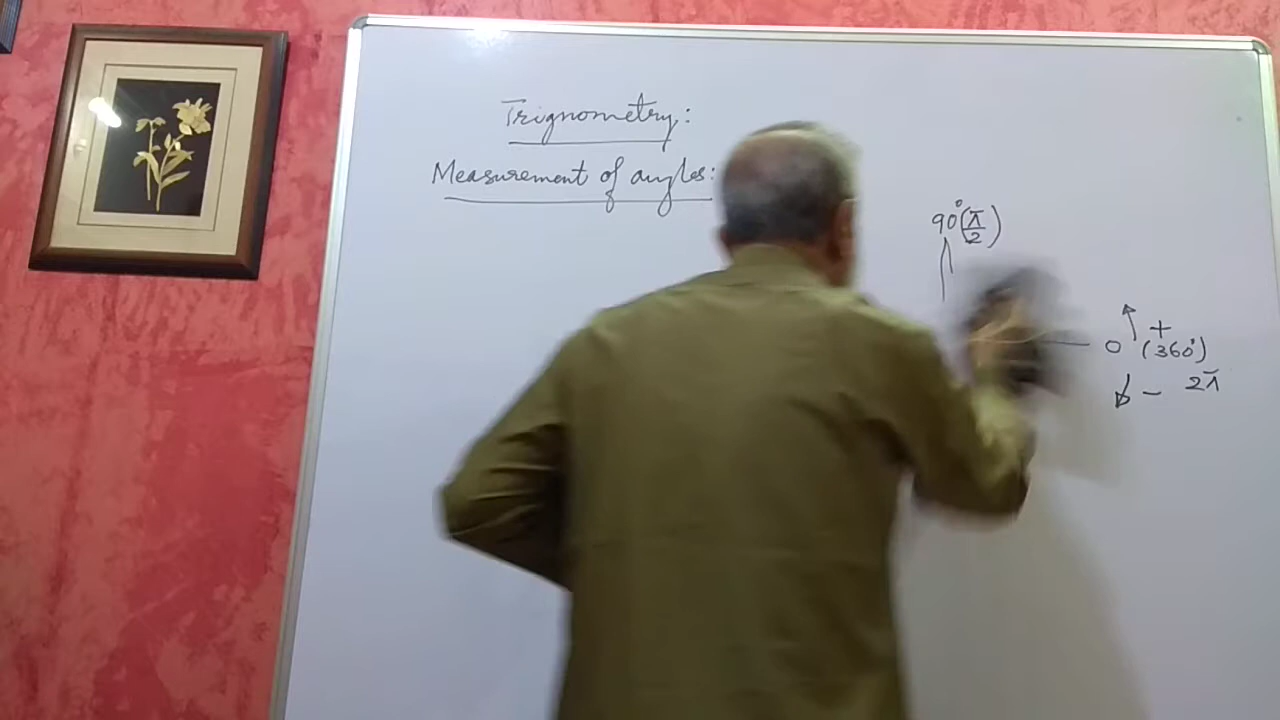 Trignometry:
Measurement of angles:
90°(π/2)
+
0 (360°)
- 2π